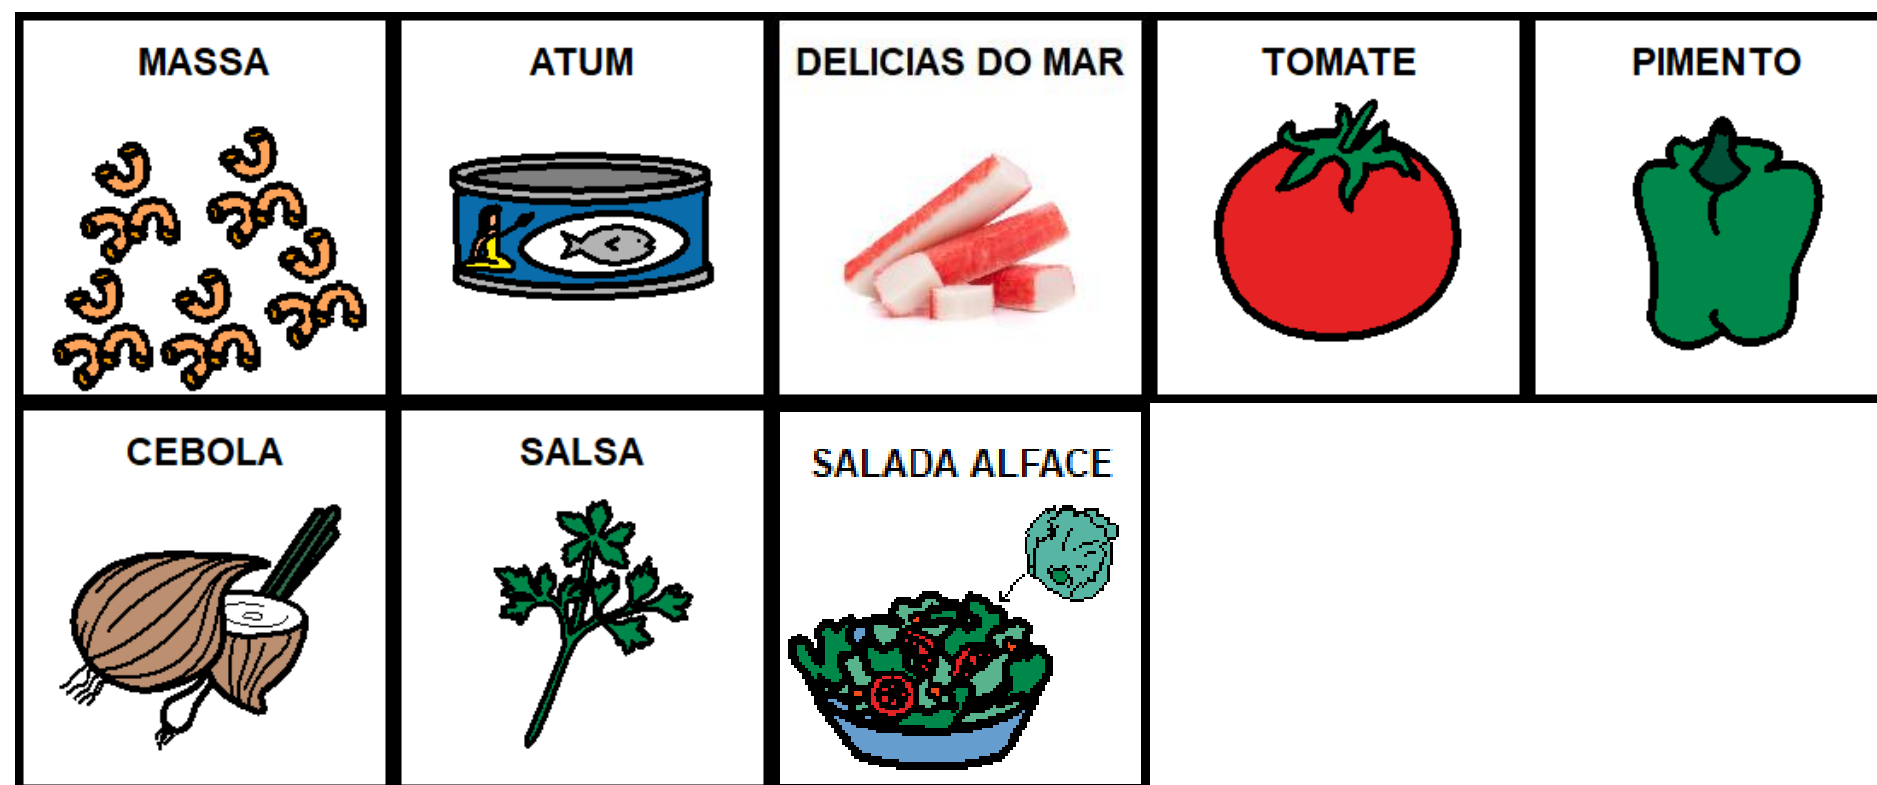 MASSA
ATUM
DELICIAS DO MAR
TOMATE
PIMENTO
CEBOLA
SALSA
SALADA ALFACE